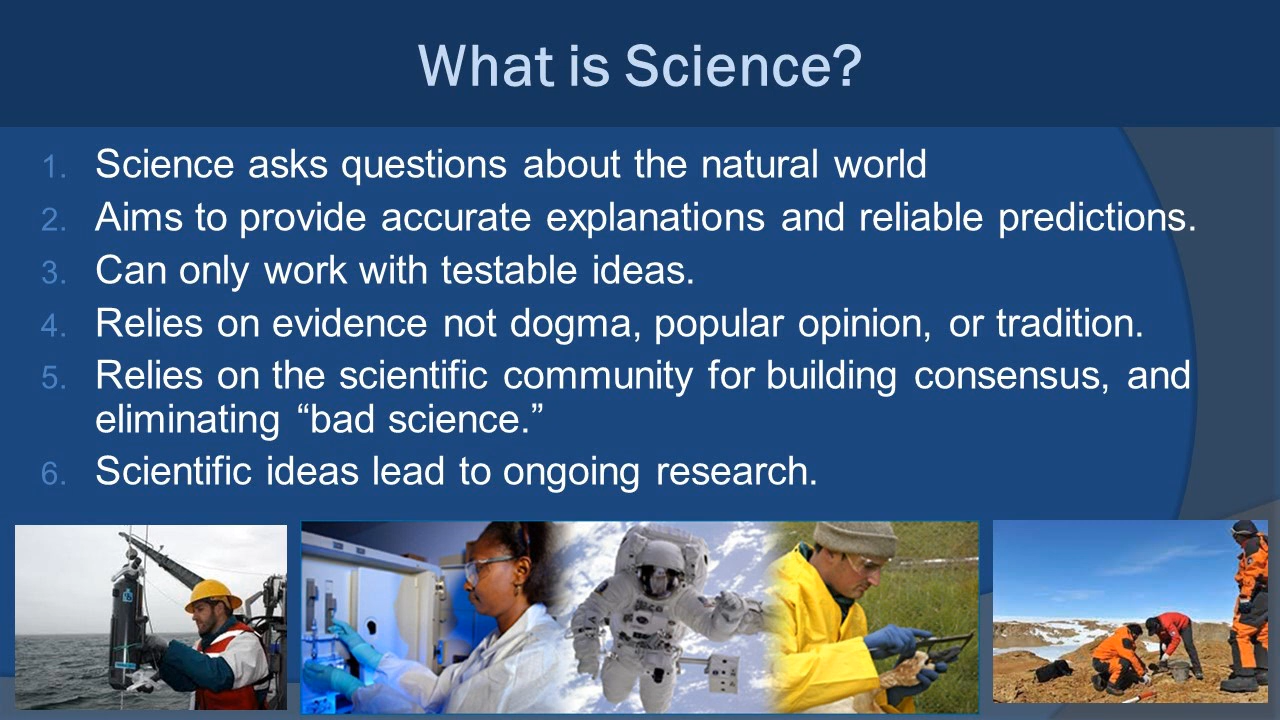 What is Science?
1. Science asks questions about the natural world
2. Aims to provide accurate explanations and reliable predictions.
3. Can only work with testable ideas.
4. Relies on evidence not dogma, popular opinion, or tradition.
5. Relies on the scientific community for building consensus, and
eliminating “bad science.”
6. Scientific ideas lead to ongoing research.